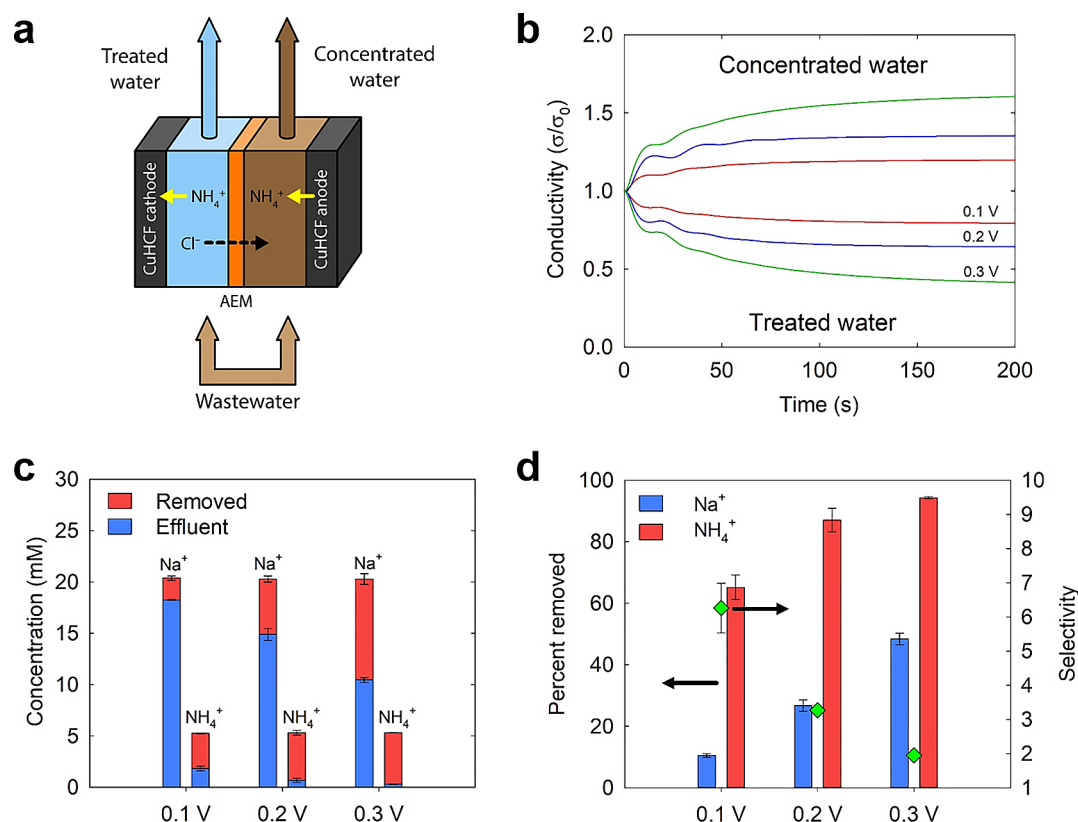 a
Treated
water
Concentrated
water
CuHCF cathode
NH₄⁺
NH₄⁺
Cl⁻
CuHCF anode
AEM
Wastewater
b
2.0
1.5
1.0
0.5
0.0
Conductivity (σ/σ₀)
Concentrated water
0.1 V
0.2 V
0.3 V
Treated water
0
50
100
150
200
Time (s)
c
30
25
20
15
10
5
0
Concentration (mM)
Removed
Effluent
Na⁺
Na⁺
Na⁺
NH₄⁺
NH₄⁺
NH₄⁺
0.1 V
0.2 V
0.3 V
d
100
80
60
40
20
0
Percent removed
Na⁺
NH₄⁺
10
9
8
7
6
5
4
3
2
1
Selectivity
0.1 V
0.2 V
0.3 V